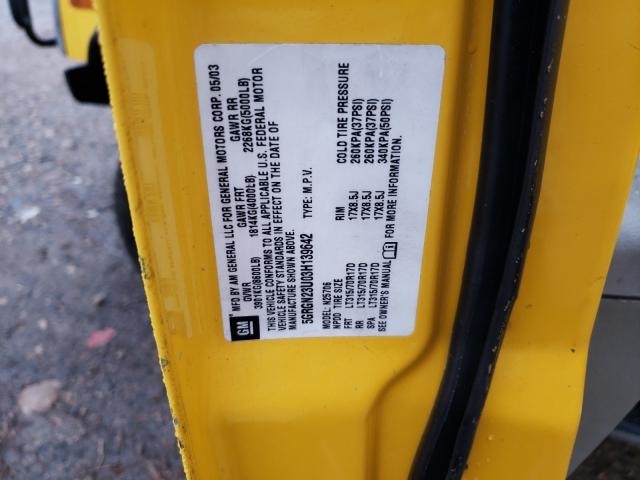 GM
MFD BY AM GENERAL LLC FOR GENERAL MOTORS CORP. 05/03
GVWR GAWR FRT GAWR RR
3901KG(8600LB) 1814KG(4000LB) 2268KG(5000LB)
THIS VEHICLE CONFORMS TO ALL APPLICABLE U.S. FEDERAL MOTOR
VEHICLE SAFETY STANDARDS IN EFFECT ON THE DATE OF
MANUFACTURE SHOWN ABOVE.
5GRGN23U03H139642 TYPE: M.P.V.
MODEL: N25706
NPDD TIRE SIZE RIM COLD TIRE PRESSURE
FRT LT315/70R17D 17X8.5J 260KPA(37PSI)
RR LT315/70R17D 17X8.5J 260KPA(37PSI)
SPA LT315/70R17D 17X8.5J 340KPA(50PSI)
SEE OWNER'S MANUAL FOR MORE INFORMATION.